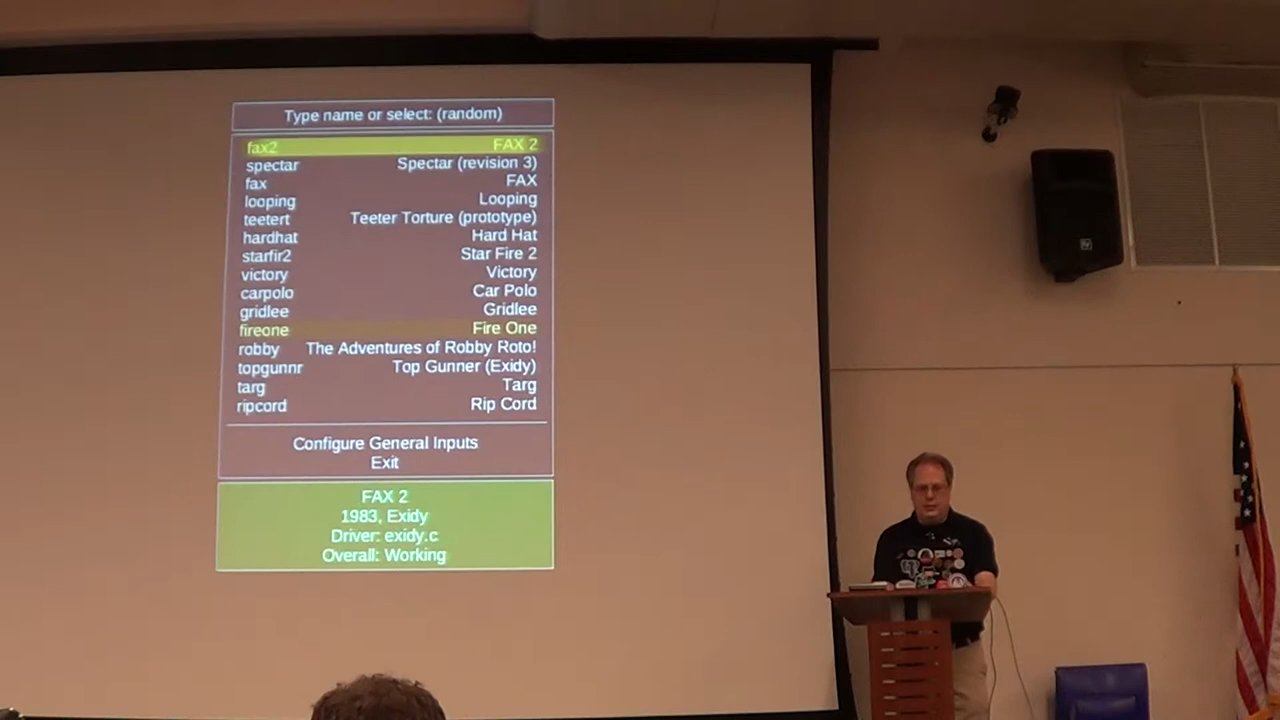 Type name or select: (random)
fax2 FAX 2
spectar Spectar (revision 3)
fax FAX
looping Looping
teetert Teeter Torture (prototype)
hardhat Hard Hat
starfir2 Star Fire 2
victory Victory
carpolo Car Polo
gridlee Gridlee
fireone Fire One
robby The Adventures of Robby Roto!
topgunnr Top Gunner (Exidy)
targ Targ
ripcord Rip Cord
Configure General Inputs
Exit
FAX 2
1983, Exidy
Driver: exidy.c
Overall: Working